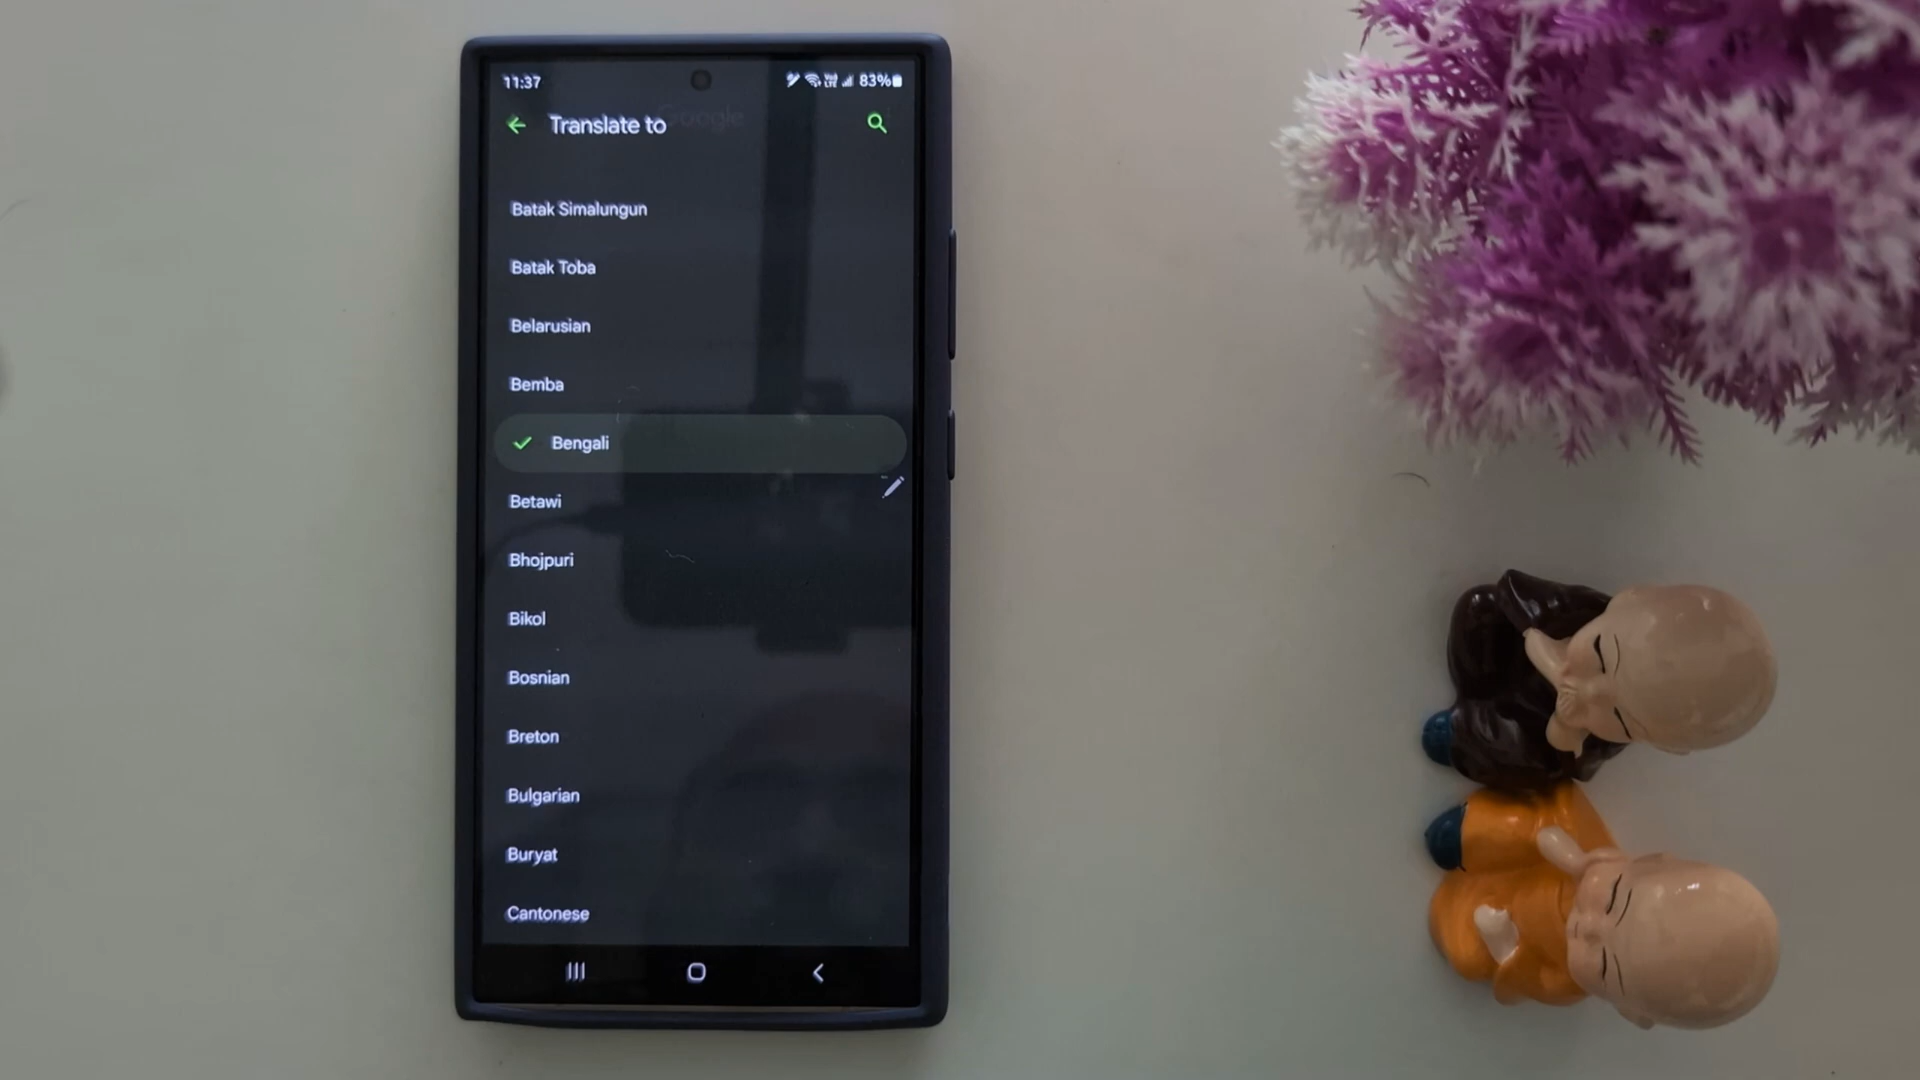 11:37
83%
Translate to
Google
Batak Simalungun
Batak Toba
Belarusian
Bemba
Bengali
Betawi
Bhojpuri
Bikol
Bosnian
Breton
Bulgarian
Buryat
Cantonese